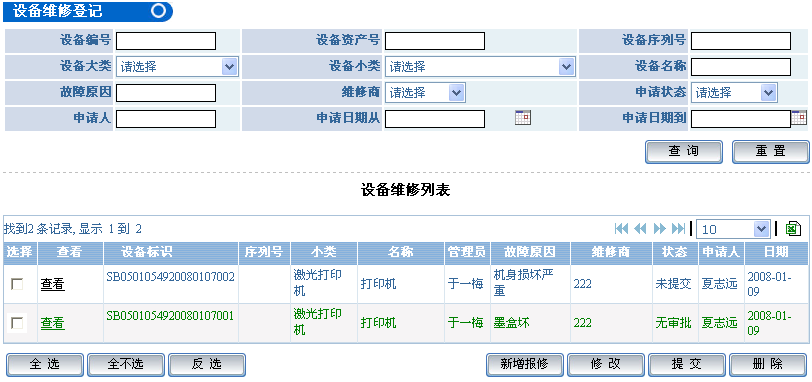 设备维修登记
设备编号 设备资产号 设备序列号
设备大类 请选择 设备小类 请选择 设备名称
故障原因 维修商 请选择 申请状态 请选择
申请人 申请日期从 申请日期到
查 询 重 置
设备维修列表
找到2 条记录, 显示 1 到 2 10
选择 查看 设备标识 序列号 小类 名称 管理员 故障原因 维修商 状态 申请人 日期
查看 SB0501054920080107002 激光打印机 打印机 于一梅 机身损坏严重 222 未提交 夏志远 2008-01-09
查看 SB0501054920080107001 激光打印机 打印机 于一梅 墨盒坏 222 无审批 夏志远 2008-01-09
全 选 全不选 反 选 新增报修 修 改 提 交 删 除